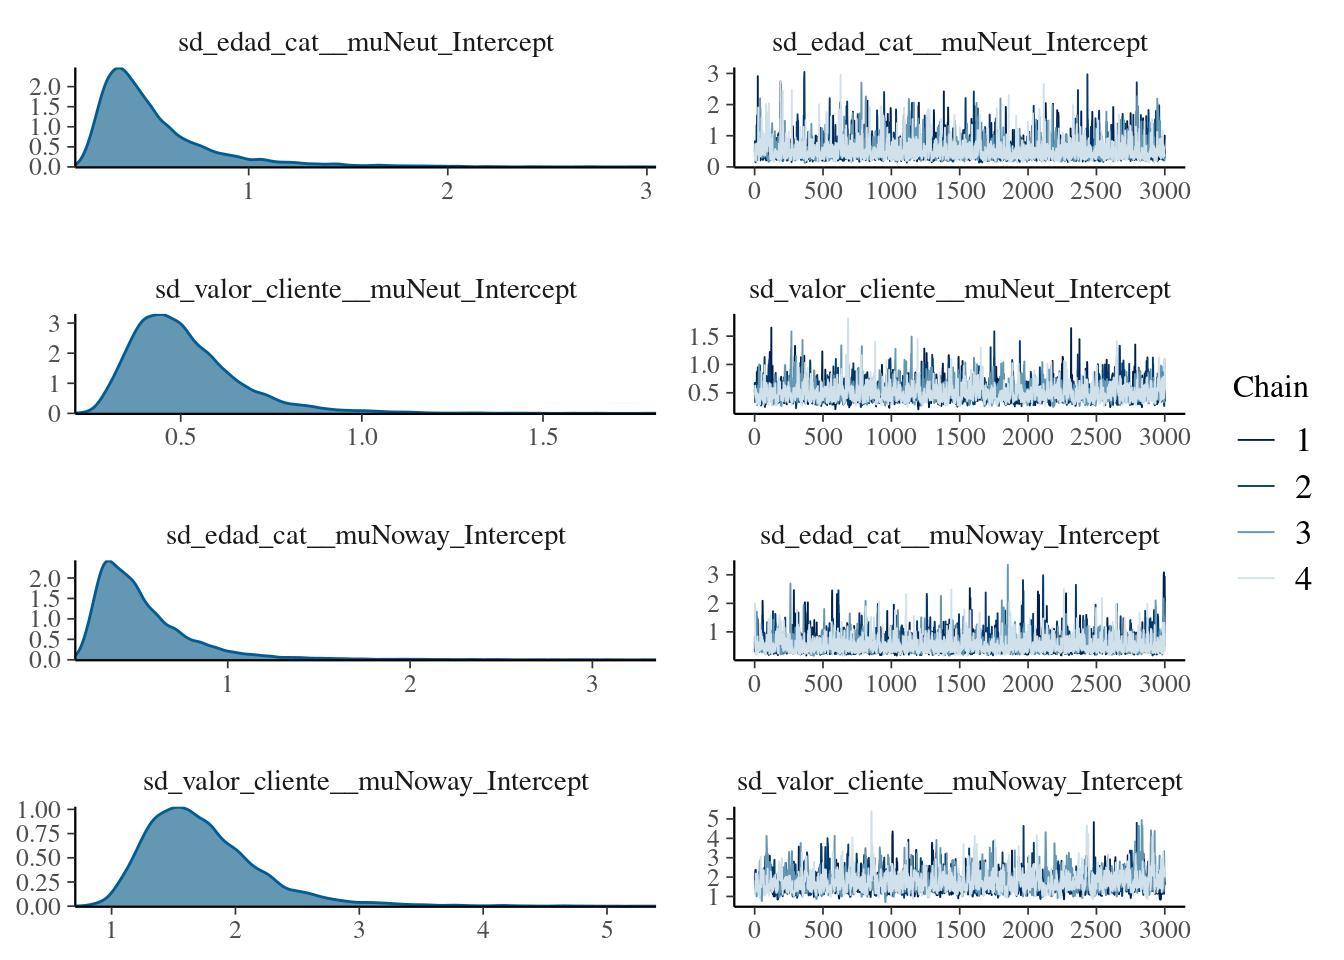 sd_edad_cat__muNeut_Intercept
2.0
1.5
1.0
0.5
0.0
1 2 3
sd_edad_cat__muNeut_Intercept
3
2
1
0
0 500 1000 1500 2000 2500 3000
sd_valor_cliente__muNeut_Intercept
3
2
1
0
0.5 1.0 1.5
sd_valor_cliente__muNeut_Intercept
1.5
1.0
0.5
0 500 1000 1500 2000 2500 3000
sd_edad_cat__muNoway_Intercept
2.0
1.5
1.0
0.5
0.0
1 2 3
sd_edad_cat__muNoway_Intercept
3
2
1
0 500 1000 1500 2000 2500 3000
sd_valor_cliente__muNoway_Intercept
1.00
0.75
0.50
0.25
0.00
1 2 3 4 5
sd_valor_cliente__muNoway_Intercept
5
4
3
2
1
0 500 1000 1500 2000 2500 3000
Chain
1
2
3
4